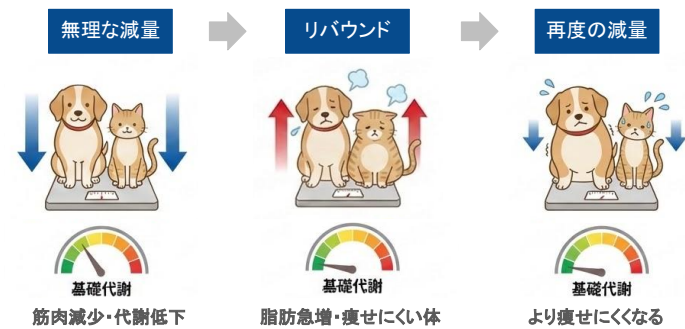 無理な減量
リバウンド
再度の減量
基礎代謝
基礎代謝
基礎代謝
筋肉減少・代謝低下
脂肪急増・痩せにくい体
より痩せにくくなる